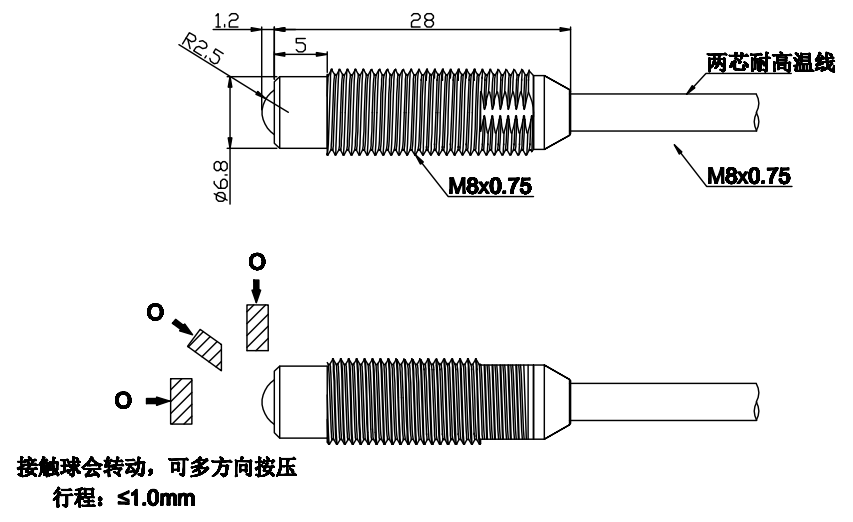 1.2
28
R2.5
5
两芯耐高温线
ø6.8
M8x0.75
M8x0.75
O
O
O
接触球会转动，可多方向按压
行程：≤1.0mm